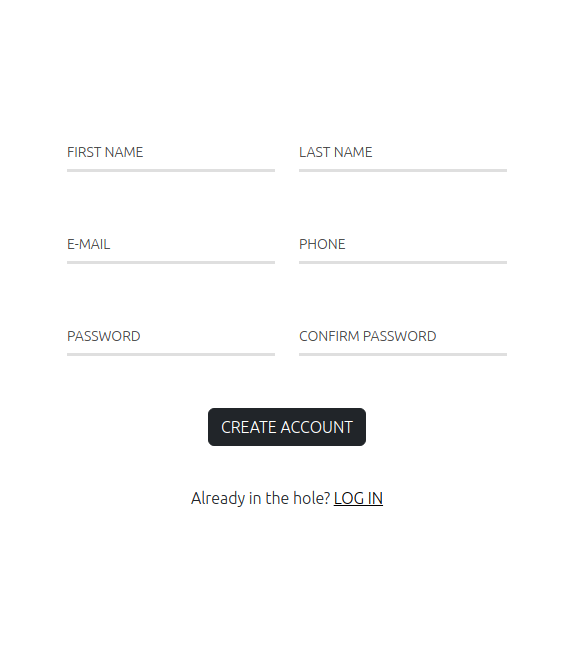 FIRST NAME LAST NAME
E-MAIL PHONE
PASSWORD CONFIRM PASSWORD
CREATE ACCOUNT
Already in the hole? LOG IN